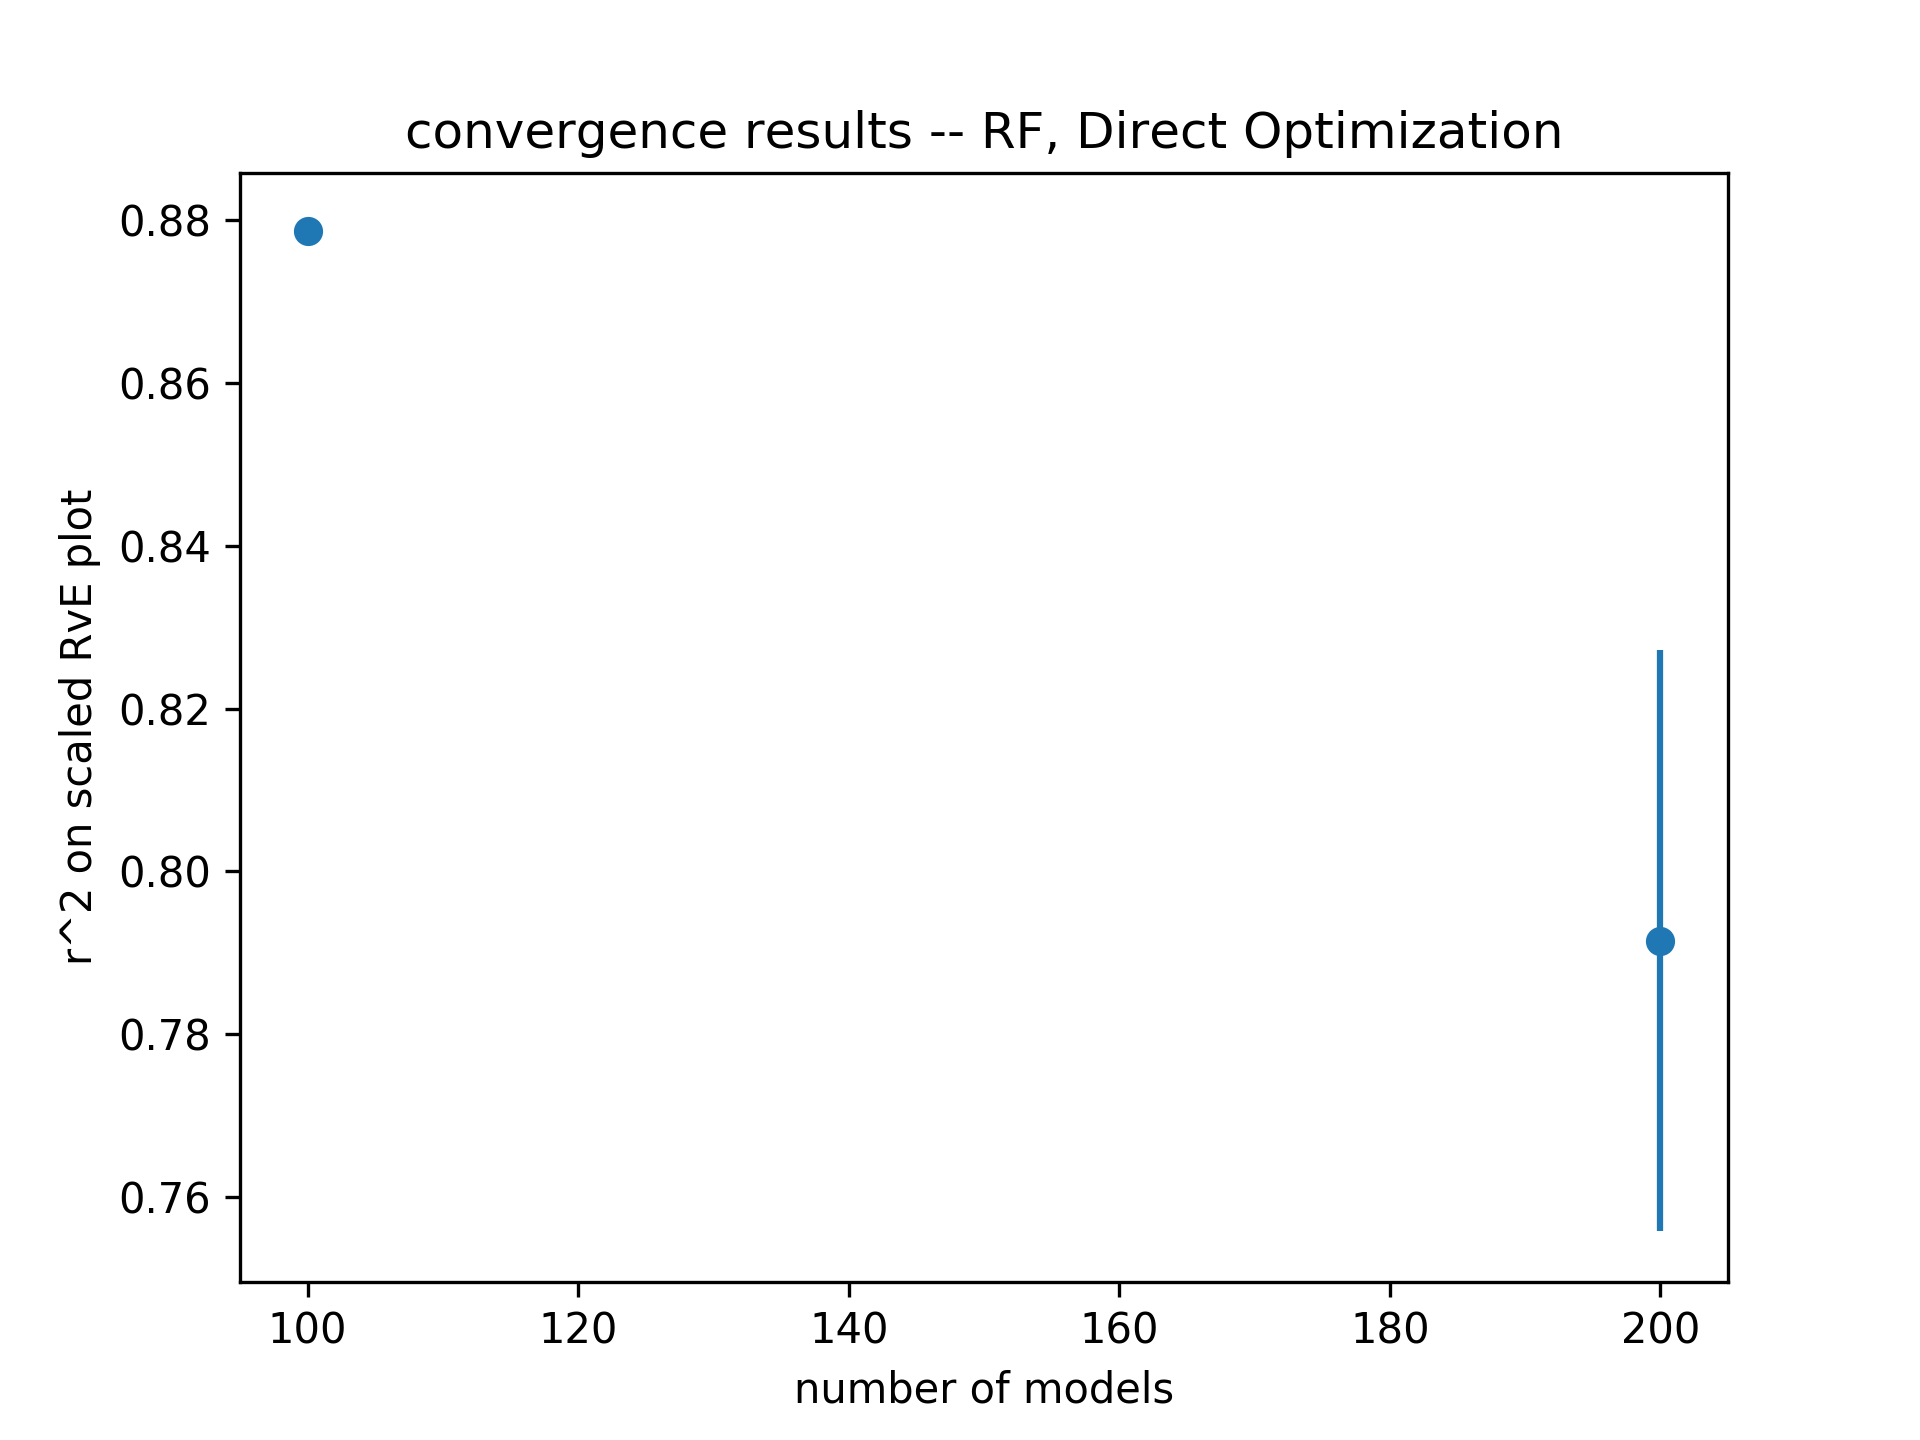 convergence results -- RF, Direct Optimization
r^2 on scaled RvE plot
0.88
0.86
0.84
0.82
0.80
0.78
0.76
100 120 140 160 180 200
number of models